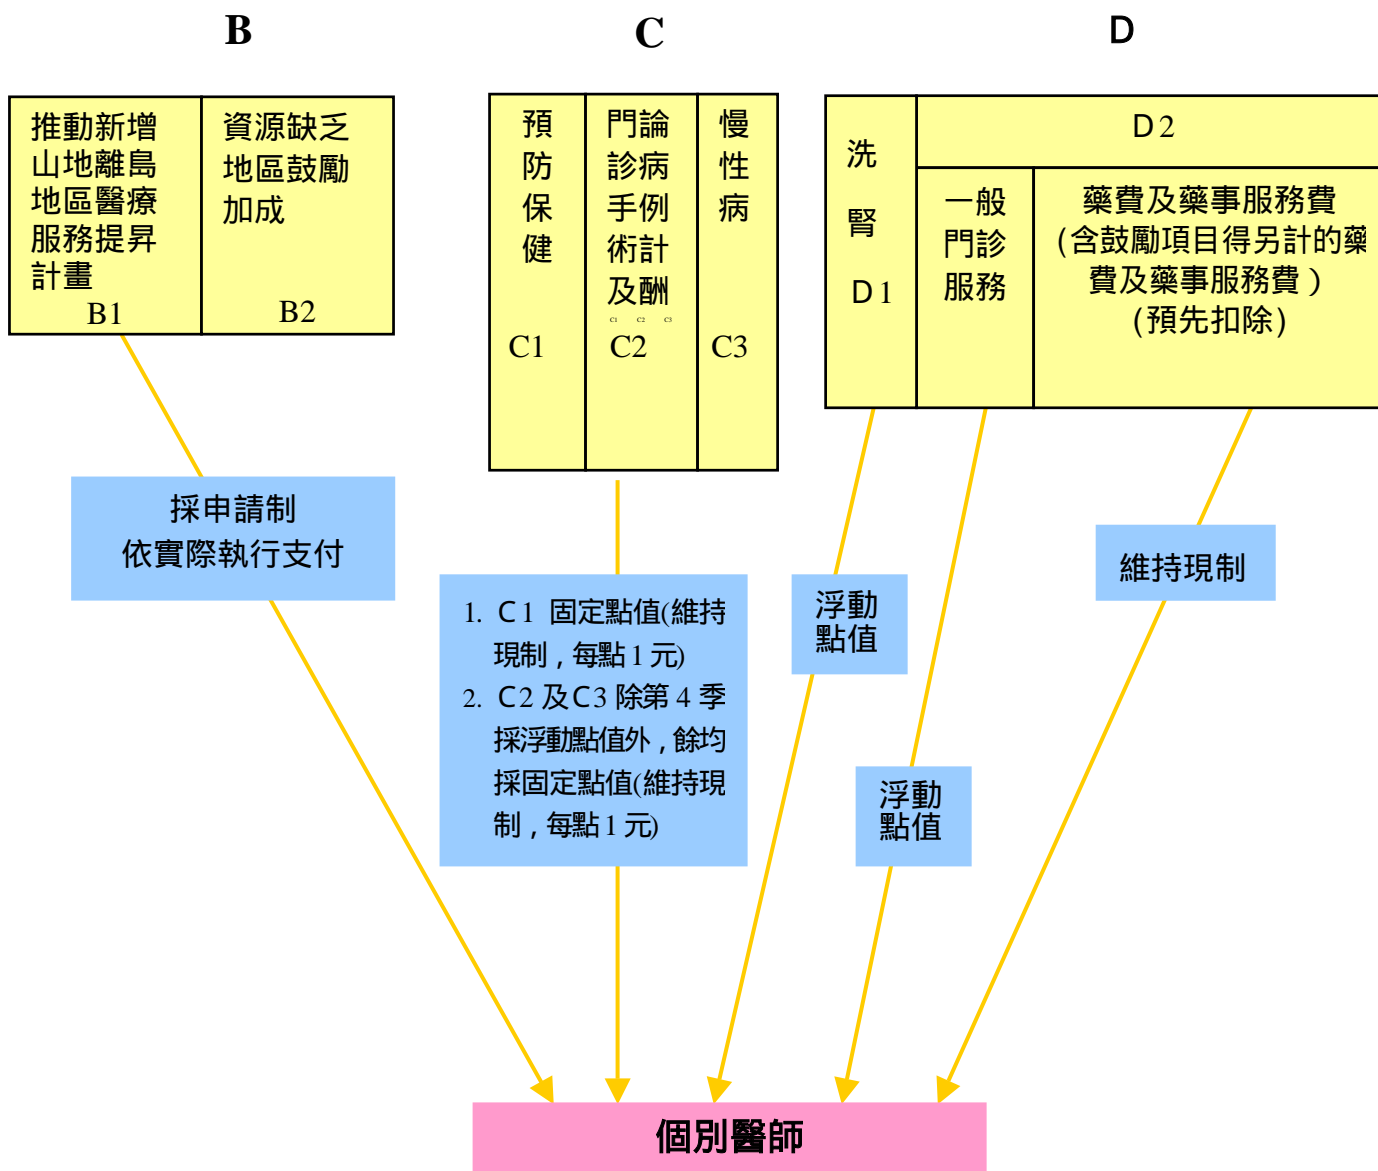 B
C
D
推動新增
山地離島
地區醫療
服務提昇
計畫
B1
資源缺乏
地區鼓勵
加成
B2
預
防
保
健
C1
門論
診病
手例
術計
及酬
C1 C2 C3
C2
慢
性
病
C3
洗
腎
D1
D2
一般
門診
服務
藥費及藥事服務費
(含鼓勵項目得另計的藥
費及藥事服務費)
(預先扣除)
採申請制
依實際執行支付
1. C1 固定點值(維持
現制，每點1元)
2. C2及C3除第4季
採浮動點值外，餘均
採固定點值(維持現
制，每點1元)
浮動
點值
浮動
點值
維持現制
個別醫師